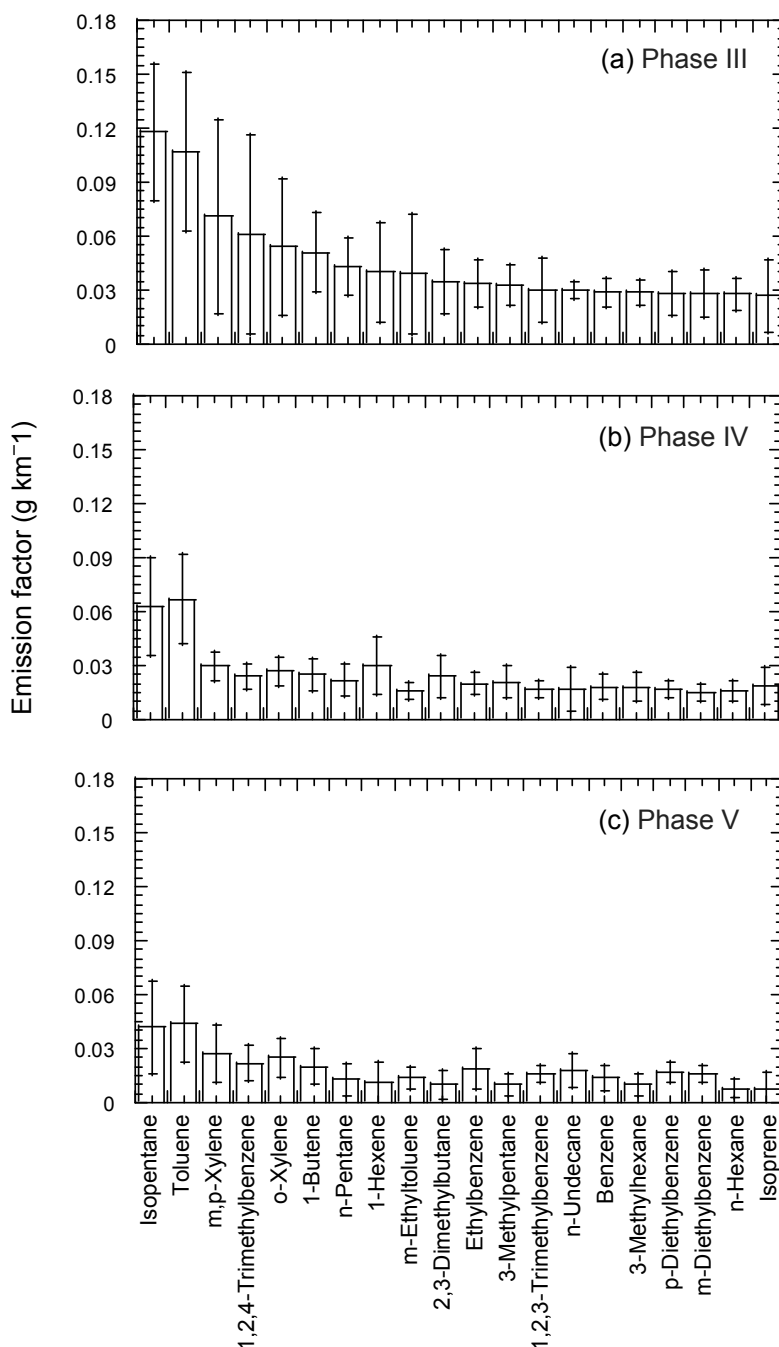 0.18
0.15
0.12
0.09
0.06
0.03
0
(a) Phase III
0.18
0.15
0.12
0.09
0.06
0.03
0
(b) Phase IV
0.18
0.15
0.12
0.09
0.06
0.03
0
(c) Phase V
Emission factor (g km⁻1)
Isopentane
Toluene
m,p-Xylene
1,2,4-Trimethylbenzene
o-Xylene
1-Butene
n-Pentane
1-Hexene
m-Ethyltoluene
2,3-Dimethylbutane
Ethylbenzene
3-Methylpentane
1,2,3-Trimethylbenzene
n-Undecane
Benzene
3-Methylhexane
p-Diethylbenzene
m-Diethylbenzene
n-Hexane
Isoprene